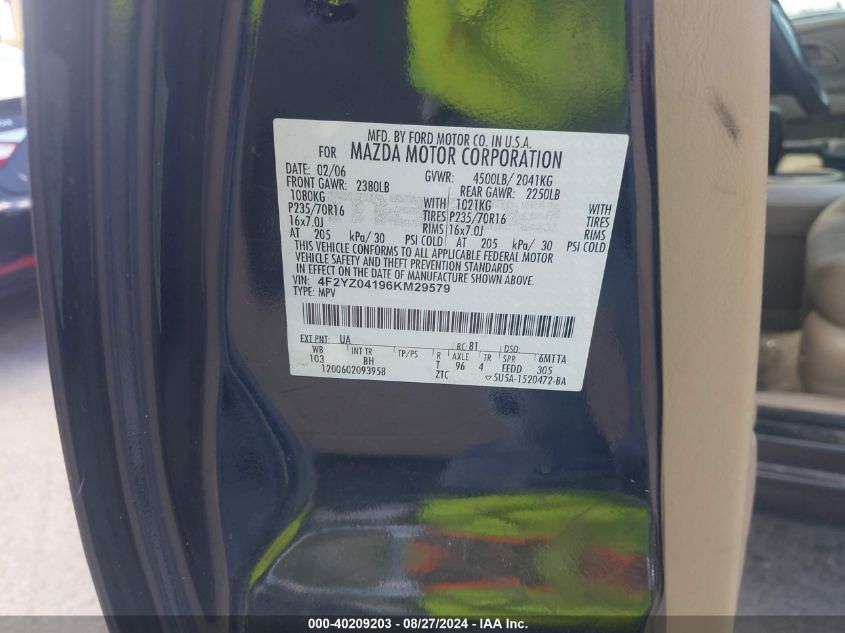 MFD. BY FORD MOTOR CO. IN U.S.A.
FOR MAZDA MOTOR CORPORATION
DATE: 02/06 GVWR: 4500LB/ 2041KG
FRONT GAWR: 2380LB REAR GAWR: 2250LB
1080KG WITH 1021KG WITH
P235/70R16 TIRES P235/70R16 TIRES
16x7.0J RIMS 16x7.0J RIMS
AT 205 kPa/ 30 PSI COLD AT 205 kPa/ 30 PSI COLD
THIS VEHICLE CONFORMS TO ALL APPLICABLE FEDERAL MOTOR
VEHICLE SAFETY AND THEFT PREVENTION STANDARDS
IN EFFECT ON THE DATE OF MANUFACTURE SHOWN ABOVE.
VIN: 4F2YZ04196KM29579
TYPE: MPV
EXT PNT: UA RC: 81 DSO:
WB INT TR TP/PS R AXLE TR SPR 6M11A
103 BH T 96 4 EEDD 305
1200602093958 ZTC 5U5A-1520472-BA
000-40209203 - 08/27/2024 - IAA Inc.